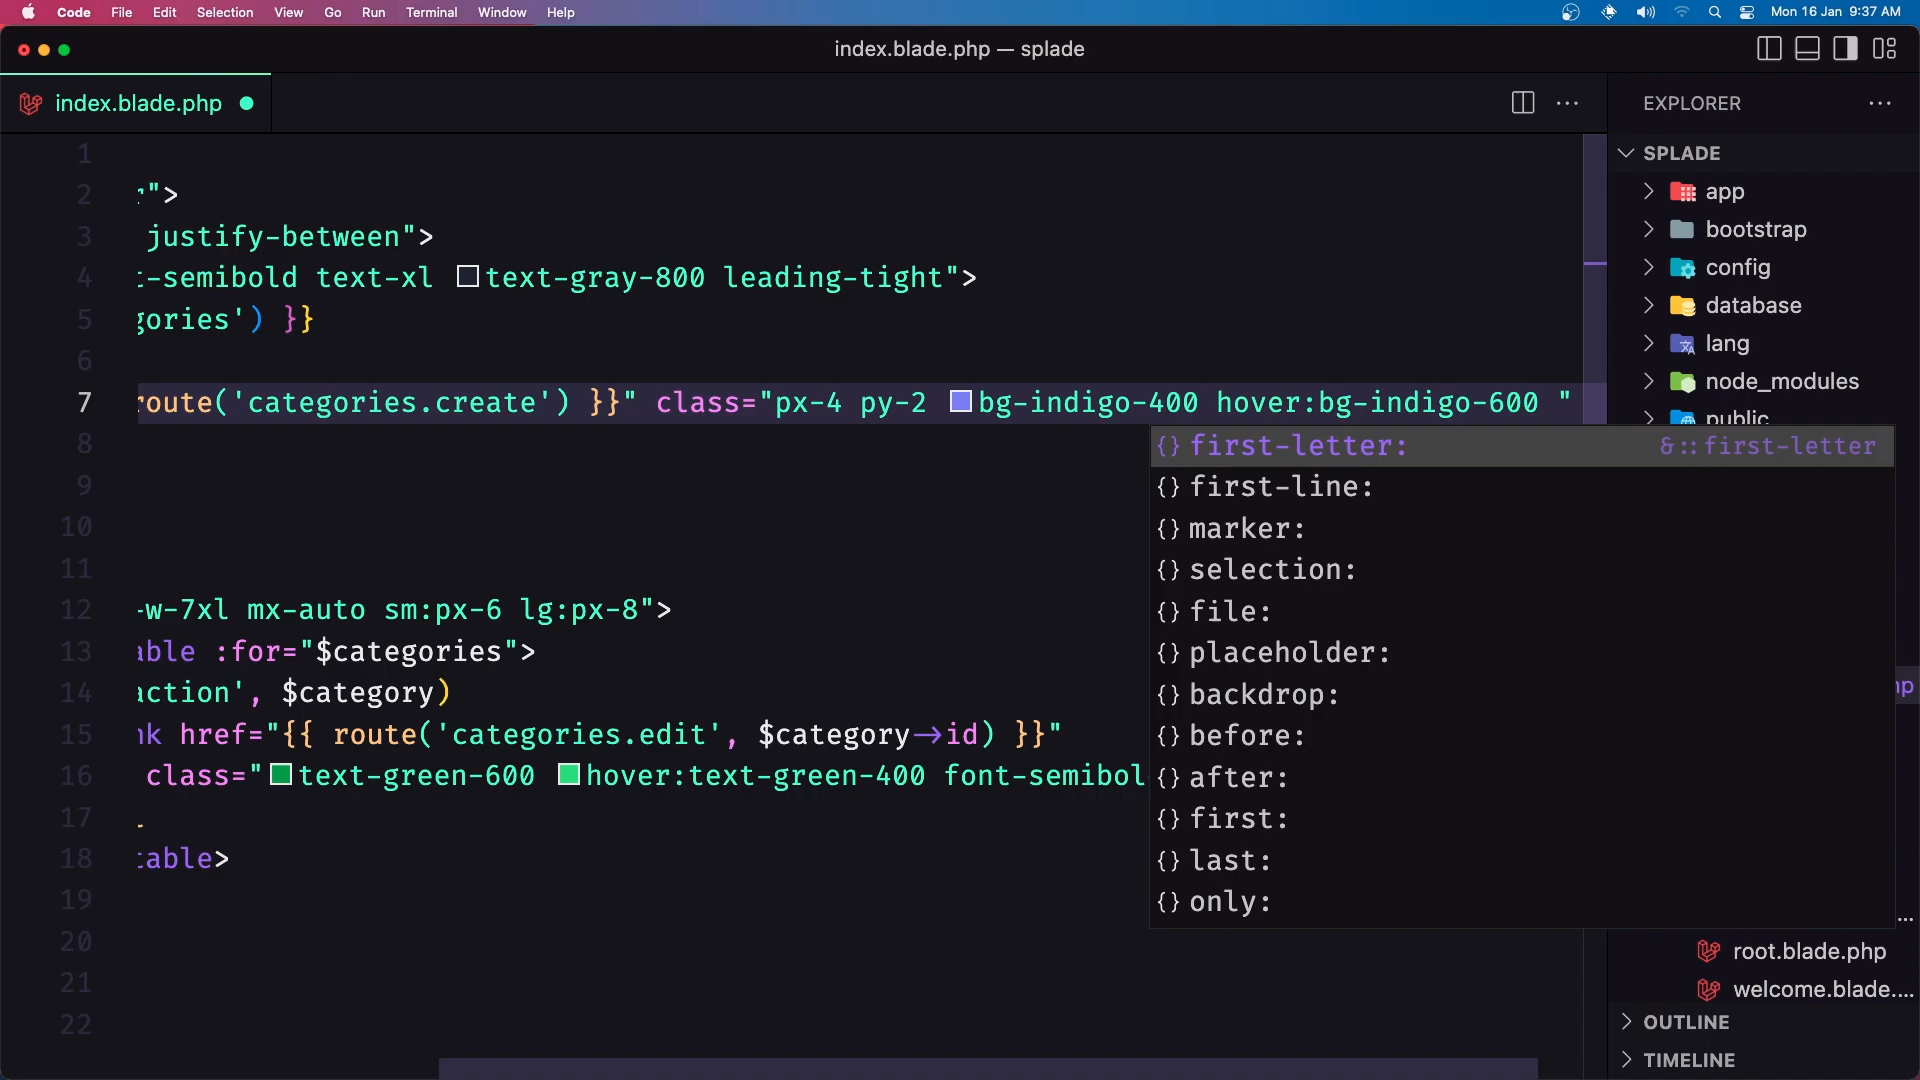 Code File Edit Selection View Go Run Terminal Window Help Mon 16 Jan 9:37 AM
index.blade.php — splade
index.blade.php
EXPLORER
SPLADE
app
bootstrap
config
database
lang
node_modules
public
1
2 ">
3 justify-between">
4 -semibold text-xl text-gray-800 leading-tight">
5 gories') }}
6
7 route('categories.create') }}" class="px-4 py-2 bg-indigo-400 hover:bg-indigo-600 "
8
9
10
11
12 -w-7xl mx-auto sm:px-6 lg:px-8">
13 able :for="$categories">
14 action', $category)
15 nk href="{{ route('categories.edit', $category->id) }}"
16 class="text-green-600 hover:text-green-400 font-semibol
17
18 table>
19
20
21
22
{} first-letter: &::first-letter
{} first-line:
{} marker:
{} selection:
{} file:
{} placeholder:
{} backdrop:
{} before:
{} after:
{} first:
{} last:
{} only:
root.blade.php
welcome.blade....
OUTLINE
TIMELINE